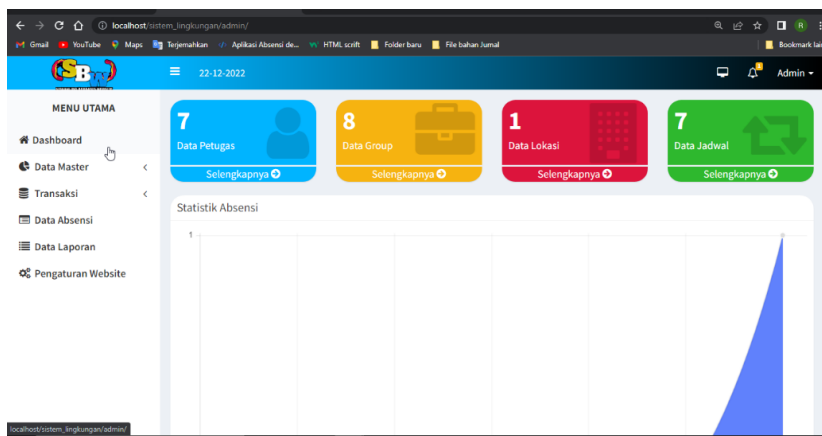 localhost/sistem_lingkungan/admin/
R
Gmail YouTube Maps Terjemahkan Aplikasi Absensi de... HTML scrift Folder baru File bahan Jurnal Bookmark lai
SB
22-12-2022
Admin
MENU UTAMA
Dashboard
Data Master
Transaksi
Data Absensi
Data Laporan
Pengaturan Website
7
Data Petugas
Selengkapnya
8
Data Group
Selengkapnya
1
Data Lokasi
Selengkapnya
7
Data Jadwal
Selengkapnya
Statistik Absensi
1
localhost/sistem_lingkungan/admin/